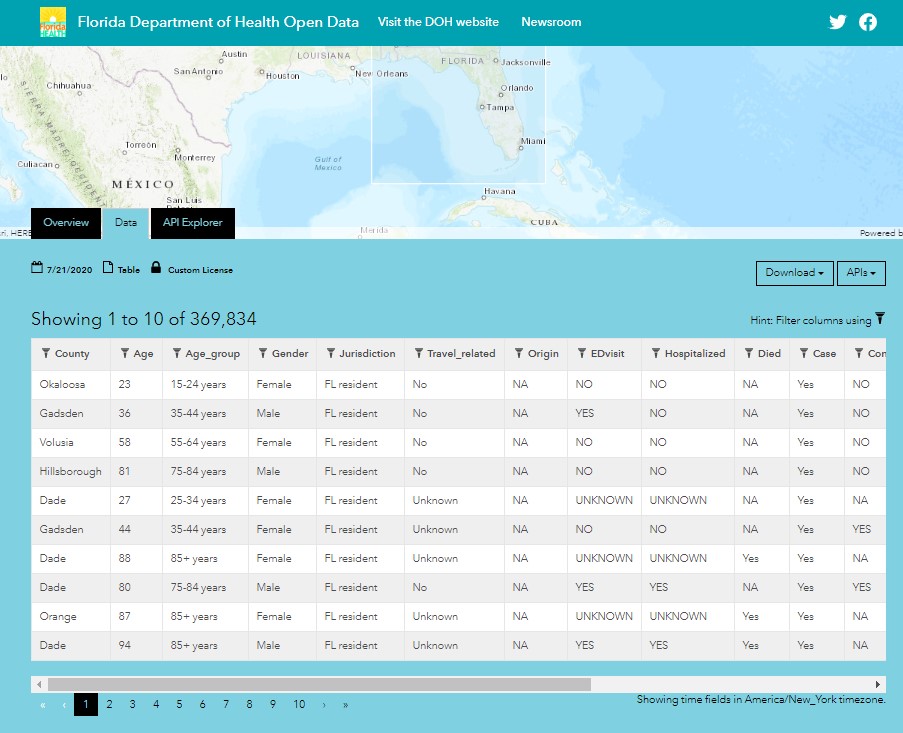 Florida HEALTH Florida Department of Health Open Data Visit the DOH website Newsroom
Austin LOUISIANA FLORIDA Jacksonville
San Antonio Houston New Orleans
Chihuahua Orlando
Tampa
SIERRA MADRE
Torreón Monterrey Miami
Culiacan Gulf of
Mexico
MÉXICO Havana
San Luis
CUBA
Merida
Overview Data API Explorer
sri, HERE Powered b
7/21/2020 Table Custom License Download APIs
Showing 1 to 10 of 369,834 Hint: Filter columns using
County Age Age_group Gender Jurisdiction Travel_related Origin EDvisit Hospitalized Died Case Con
Okaloosa 23 15-24 years Female FL resident No NA NO NO NA Yes NO
Gadsden 36 35-44 years Male FL resident No NA YES NO NA Yes NO
Volusia 58 55-64 years Female FL resident No NA NO NO NA Yes NO
Hillsborough 81 75-84 years Male FL resident No NA NO NO NA Yes NO
Dade 27 25-34 years Female FL resident Unknown NA UNKNOWN UNKNOWN NA Yes NA
Gadsden 44 35-44 years Female FL resident Unknown NA NO NO NA Yes YES
Dade 88 85+ years Female FL resident Unknown NA UNKNOWN UNKNOWN Yes Yes NA
Dade 80 75-84 years Male FL resident No NA YES YES NA Yes YES
Orange 87 85+ years Female FL resident Unknown NA UNKNOWN UNKNOWN Yes Yes NA
Dade 94 85+ years Male FL resident Unknown NA YES YES Yes Yes NA
« ‹ 1 2 3 4 5 6 7 8 9 10 › » Showing time fields in America/New_York timezone.